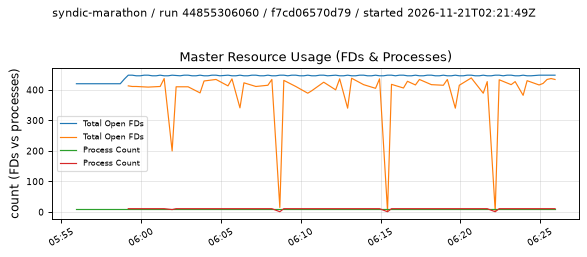 syndic-marathon / run 44855306060 / f7cd06570d79 / started 2026-11-21T02:21:49Z
Master Resource Usage (FDs & Processes)
count (FDs vs processes)
400
300
200
100
0
Total Open FDs
Total Open FDs
Process Count
Process Count
05:55
06:00
06:05
06:10
06:15
06:20
06:25